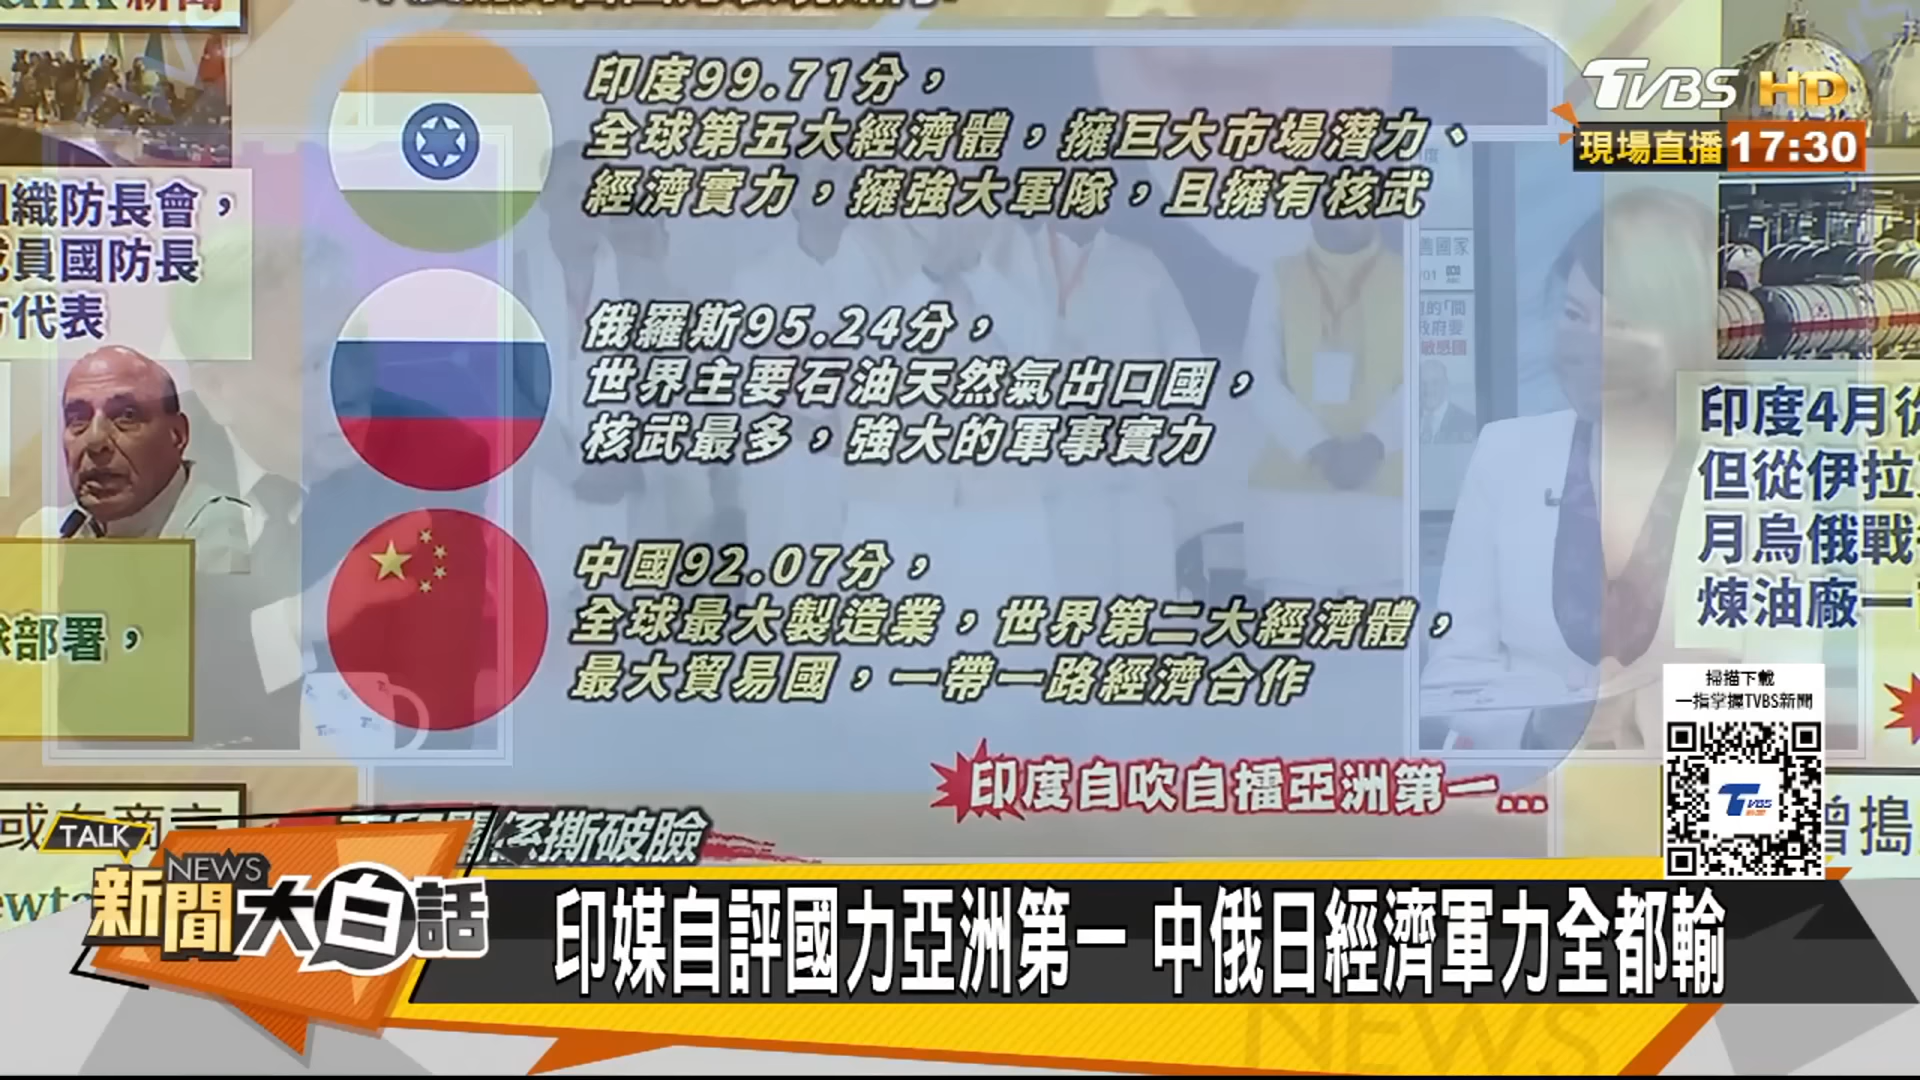 新聞
TVBS HD
現場直播 17:30
印度99.71分，
全球第五大經濟體，擁巨大市場潛力、
經濟實力，擁強大軍隊，且擁有核武
織防長會，
員國防長
代表
善國家
俄羅斯95.24分，
世界主要石油天然氣出口國，
核武最多，強大的軍事實力
印度4月從
但從伊拉
月烏俄戰
煉油廠一
中國92.07分，
全球最大製造業，世界第二大經濟體，
最大貿易國，一帶一路經濟合作
部署，
掃描下載
一指掌握TVBS新聞
TVBS
印度自吹自擂亞洲第一...
撕破臉
曾搗
TALK
NEWS
新聞大白話
印媒自評國力亞洲第一 中俄日經濟軍力全都輸
NEWS